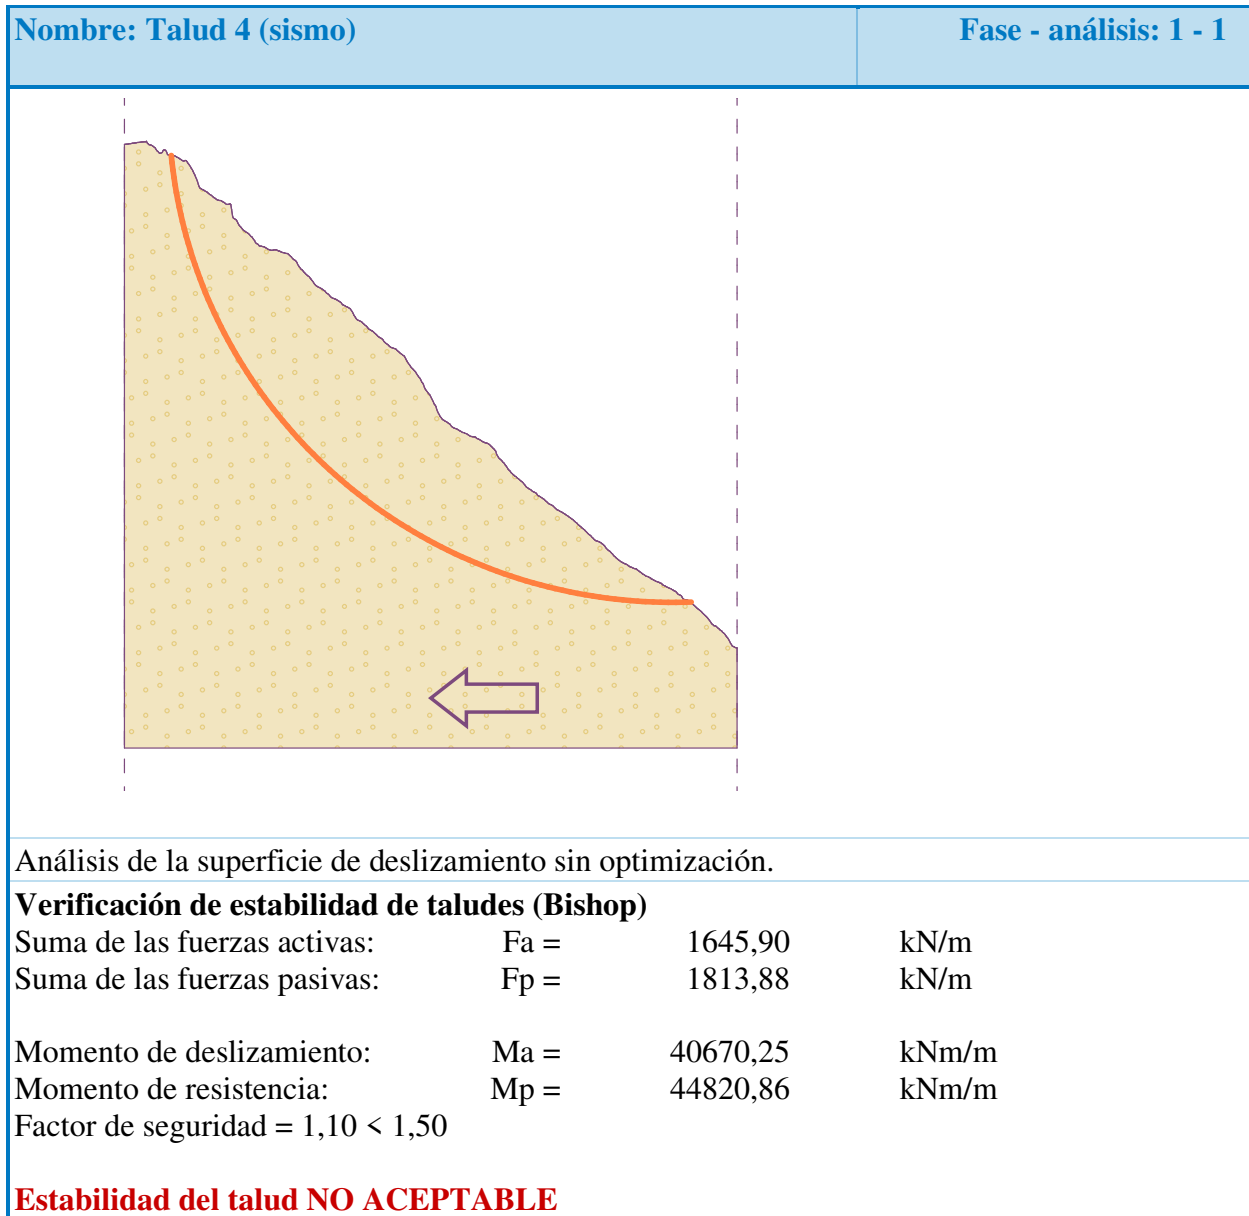 Nombre: Talud 4 (sismo) Fase - análisis: 1 - 1
Análisis de la superficie de deslizamiento sin optimización.
Verificación de estabilidad de taludes (Bishop)
Suma de las fuerzas activas: Fa = 1645,90 kN/m
Suma de las fuerzas pasivas: Fp = 1813,88 kN/m
Momento de deslizamiento: Ma = 40670,25 kNm/m
Momento de resistencia: Mp = 44820,86 kNm/m
Factor de seguridad = 1,10 < 1,50
Estabilidad del talud NO ACEPTABLE